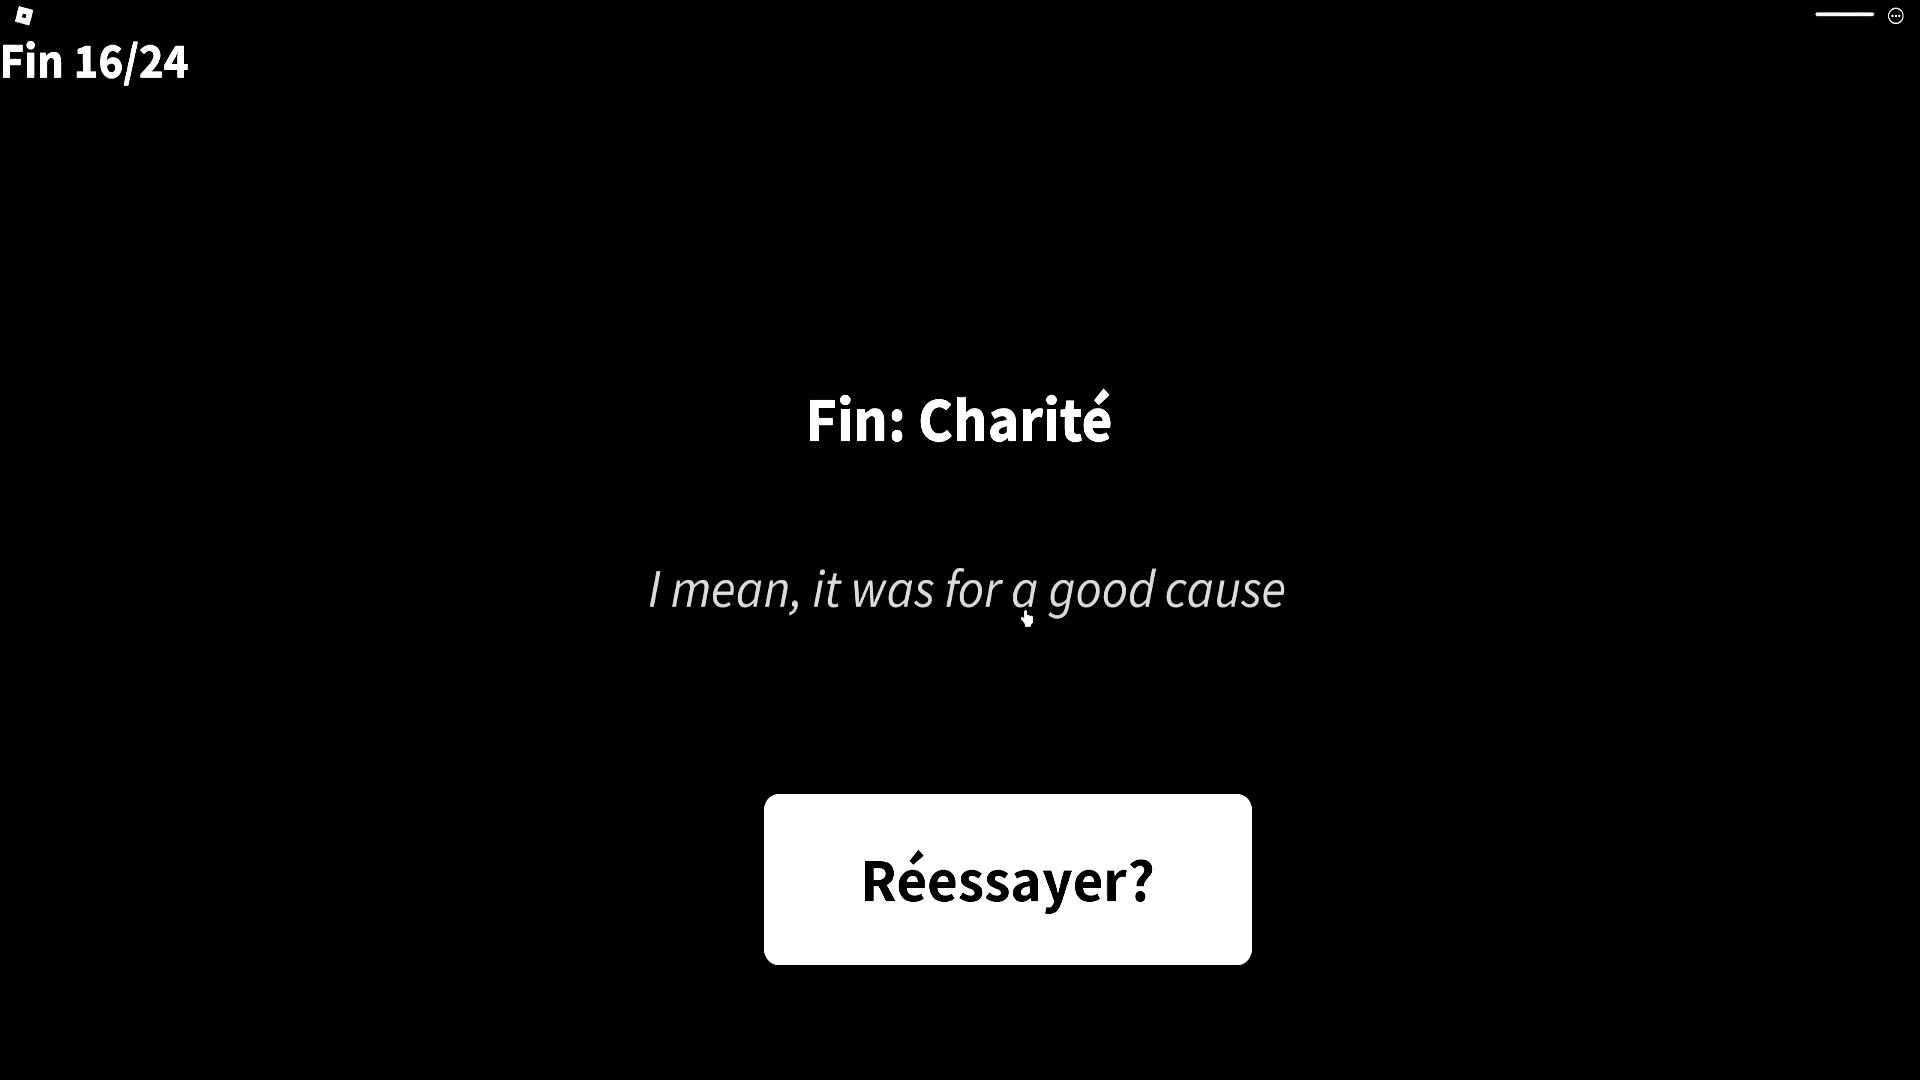 Fin 16/24
Fin: Charité
I mean, it was for a good cause
Réessayer?